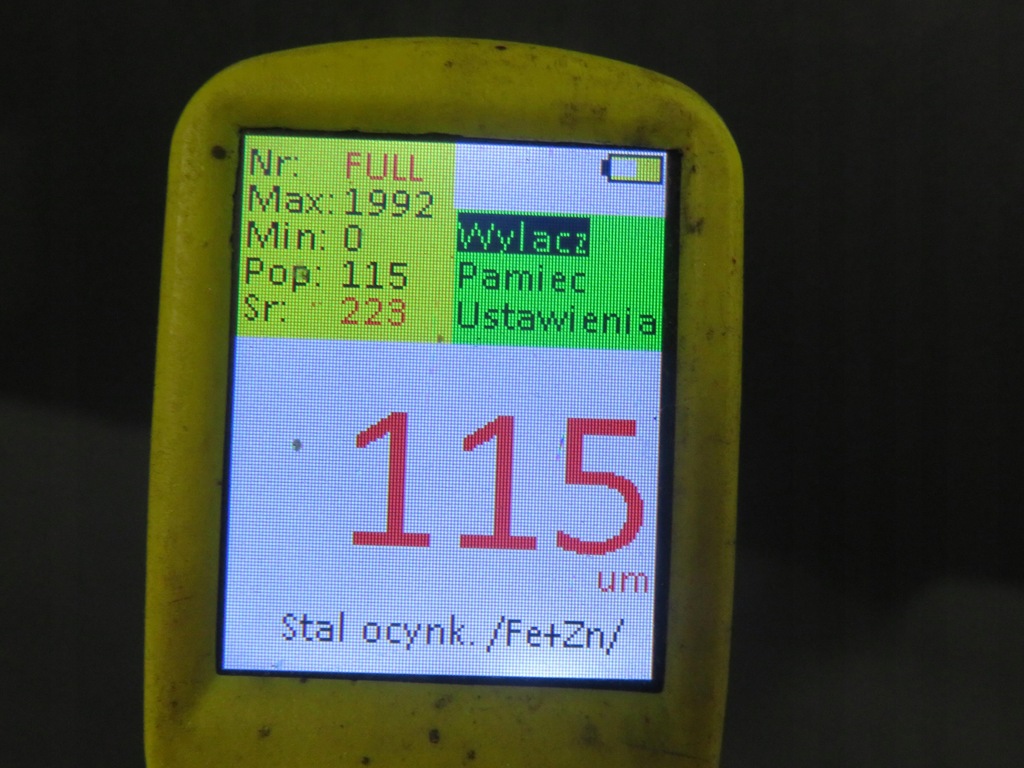 Nr: FULL
Max: 1992
Min: 0
Pop: 115
Sr: 223
Wylacz
Pamiec
Ustawienia
115
um
Stal ocynk. /Fe+Zn/